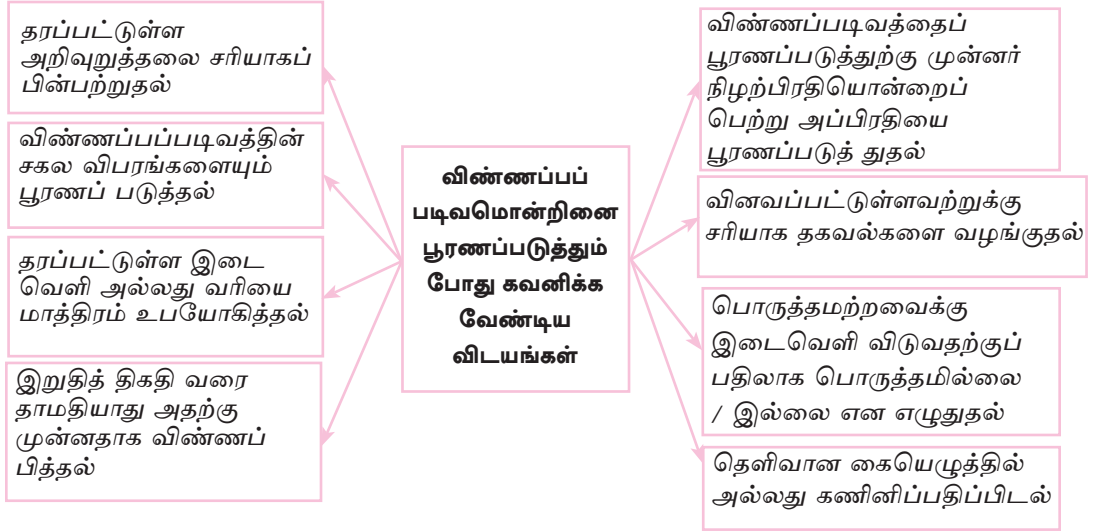 தரப்பட்டுள்ள
அறிவுறுத்தலை சரியாகப்
பின்பற்றுதல்
விண்ணப்பப்படிவத்தின்
சகல விபரங்களையும்
பூரணப் படுத்தல்
தரப்பட்டுள்ள இடை
வெளி அல்லது வரியை
மாத்திரம் உபயோகித்தல்
இறுதித் திகதி வரை
தாமதியாது அதற்கு
முன்னதாக விண்ணப்
பித்தல்
விண்ணப்பப்
படிவமொன்றினை
பூரணப்படுத்தும்
போது கவனிக்க
வேண்டிய
விடயங்கள்
விண்ணப்படிவத்தைப்
பூரணப்படுத்துற்கு முன்னர்
நிழற்பிரதியொன்றைப்
பெற்று அப்பிரதியை
பூரணப்படுத் துதல்
வினவப்பட்டுள்ளவற்றுக்கு
சரியாக தகவல்களை வழங்குதல்
பொருத்தமற்றவைக்கு
இடைவெளி விடுவதற்குப்
பதிலாக பொருத்தமில்லை
/ இல்லை என எழுதுதல்
தெளிவான கையெழுத்தில்
அல்லது கணினிப்பதிப்பிடல்